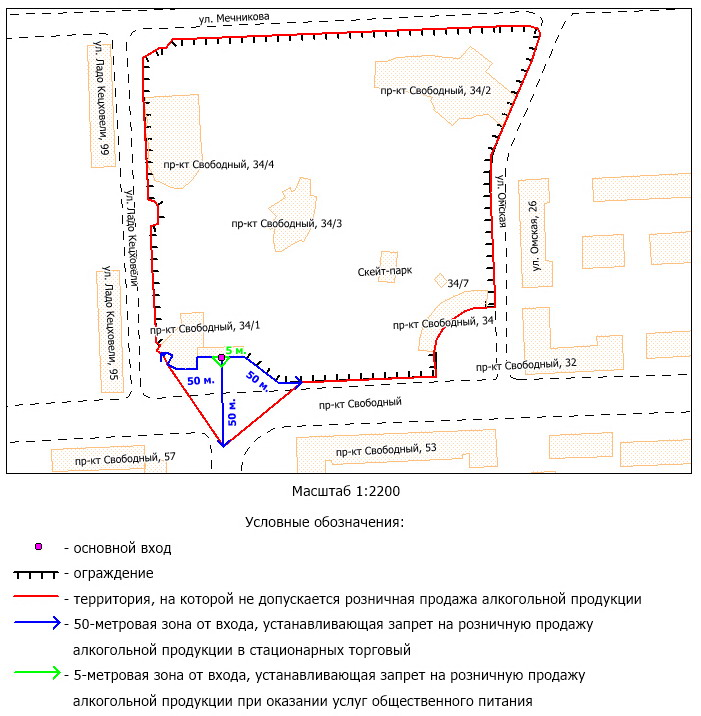 ул. Мечникова
ул. Ладо Кецховели, 99
пр-кт Свободный, 34/2
пр-кт Свободный, 34/4
ул. Ладо Кецховели
ул. Омская
ул. Омская, 26
пр-кт Свободный, 34/3
Скейт-парк
34/7
ул. Ладо Кецховели, 95
пр-кт Свободный, 34/1
пр-кт Свободный, 34
5 м.
50 м.
50 м.
50 м.
пр-кт Свободный, 32
пр-кт Свободный
пр-кт Свободный, 57
пр-кт Свободный, 53
Масштаб 1:2200
Условные обозначения:
- основной вход
- ограждение
- территория, на которой не допускается розничная продажа алкогольной продукции
- 50-метровая зона от входа, устанавливающая запрет на розничную продажу
алкогольной продукции в стационарных торговый
- 5-метровая зона от входа, устанавливающая запрет на розничную продажу
алкогольной продукции при оказании услуг общественного питания